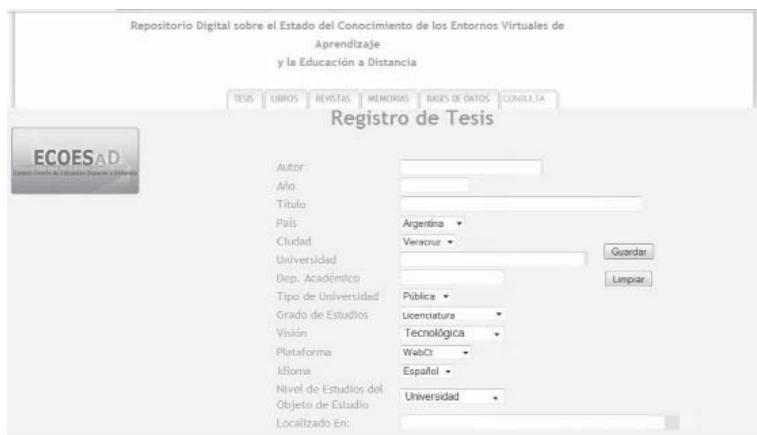 Repositorio Digital sobre el Estado del Conocimiento de los Entornos Virtuales de
Aprendizaje
y la Educación a Distancia
TESIS LIBROS REVISTAS MEMORIAS BASES DE DATOS CONSULTA
Registro de Tesis
ECOESAD
Autor
Año
Título
País Argentina
Ciudad Veracruz
Universidad
Guardar
Dep. Académico
Limpiar
Tipo de Universidad Pública
Grado de Estudios Licenciatura
Visión Tecnológica
Plataforma WebCt
Idioma Español
Nivel de Estudios del
Objeto de Estudio Universidad
Localizado En: